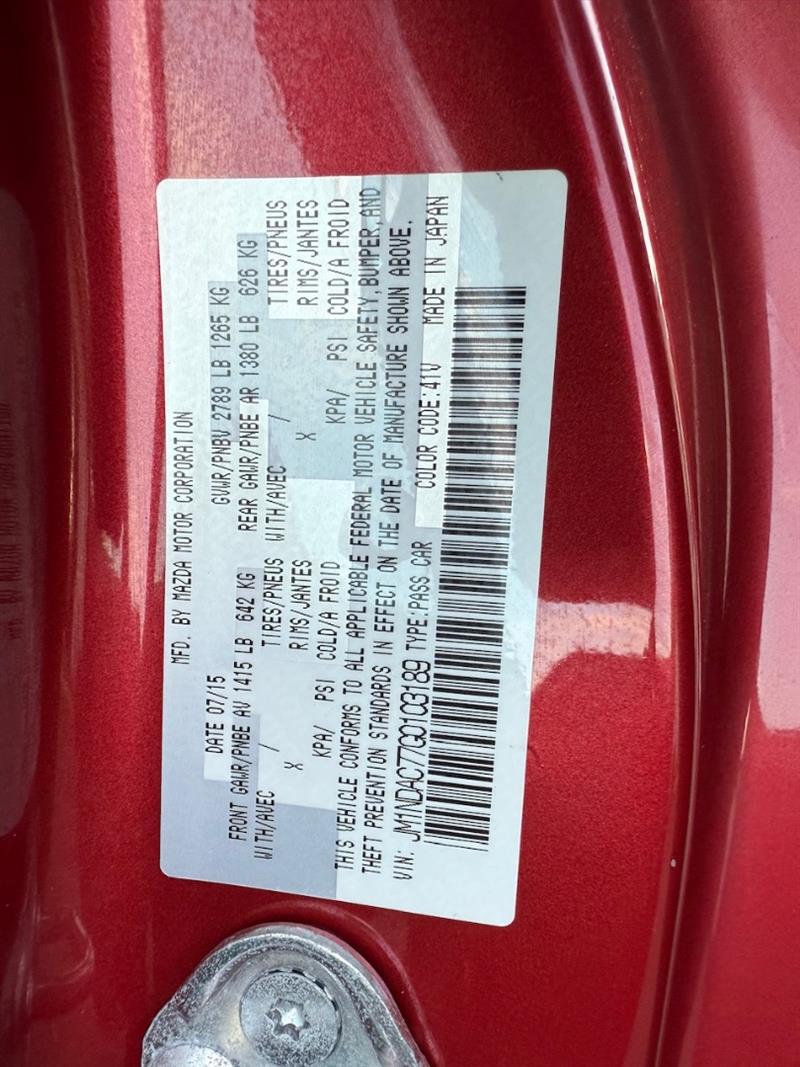 MFD. BY MAZDA MOTOR CORPORATION
DATE 07/15 GVWR/PNBV 2789 LB 1265 KG
FRONT GAWR/PNBE AV 1415 LB 642 KG REAR GAWR/PNBE AR 1380 LB 626 KG
WITH/AVEC / TIRES/PNEUS WITH/AVEC / TIRES/PNEUS
X RIMS/JANTES X RIMS/JANTES
KPA/ PSI COLD/A FROID KPA/ PSI COLD/A FROID
THIS VEHICLE CONFORMS TO ALL APPLICABLE FEDERAL MOTOR VEHICLE SAFETY, BUMPER, AND
THEFT PREVENTION STANDARDS IN EFFECT ON THE DATE OF MANUFACTURE SHOWN ABOVE.
VIN: JM1NDAC77G0103189 TYPE:PASS CAR COLOR CODE:41V MADE IN JAPAN